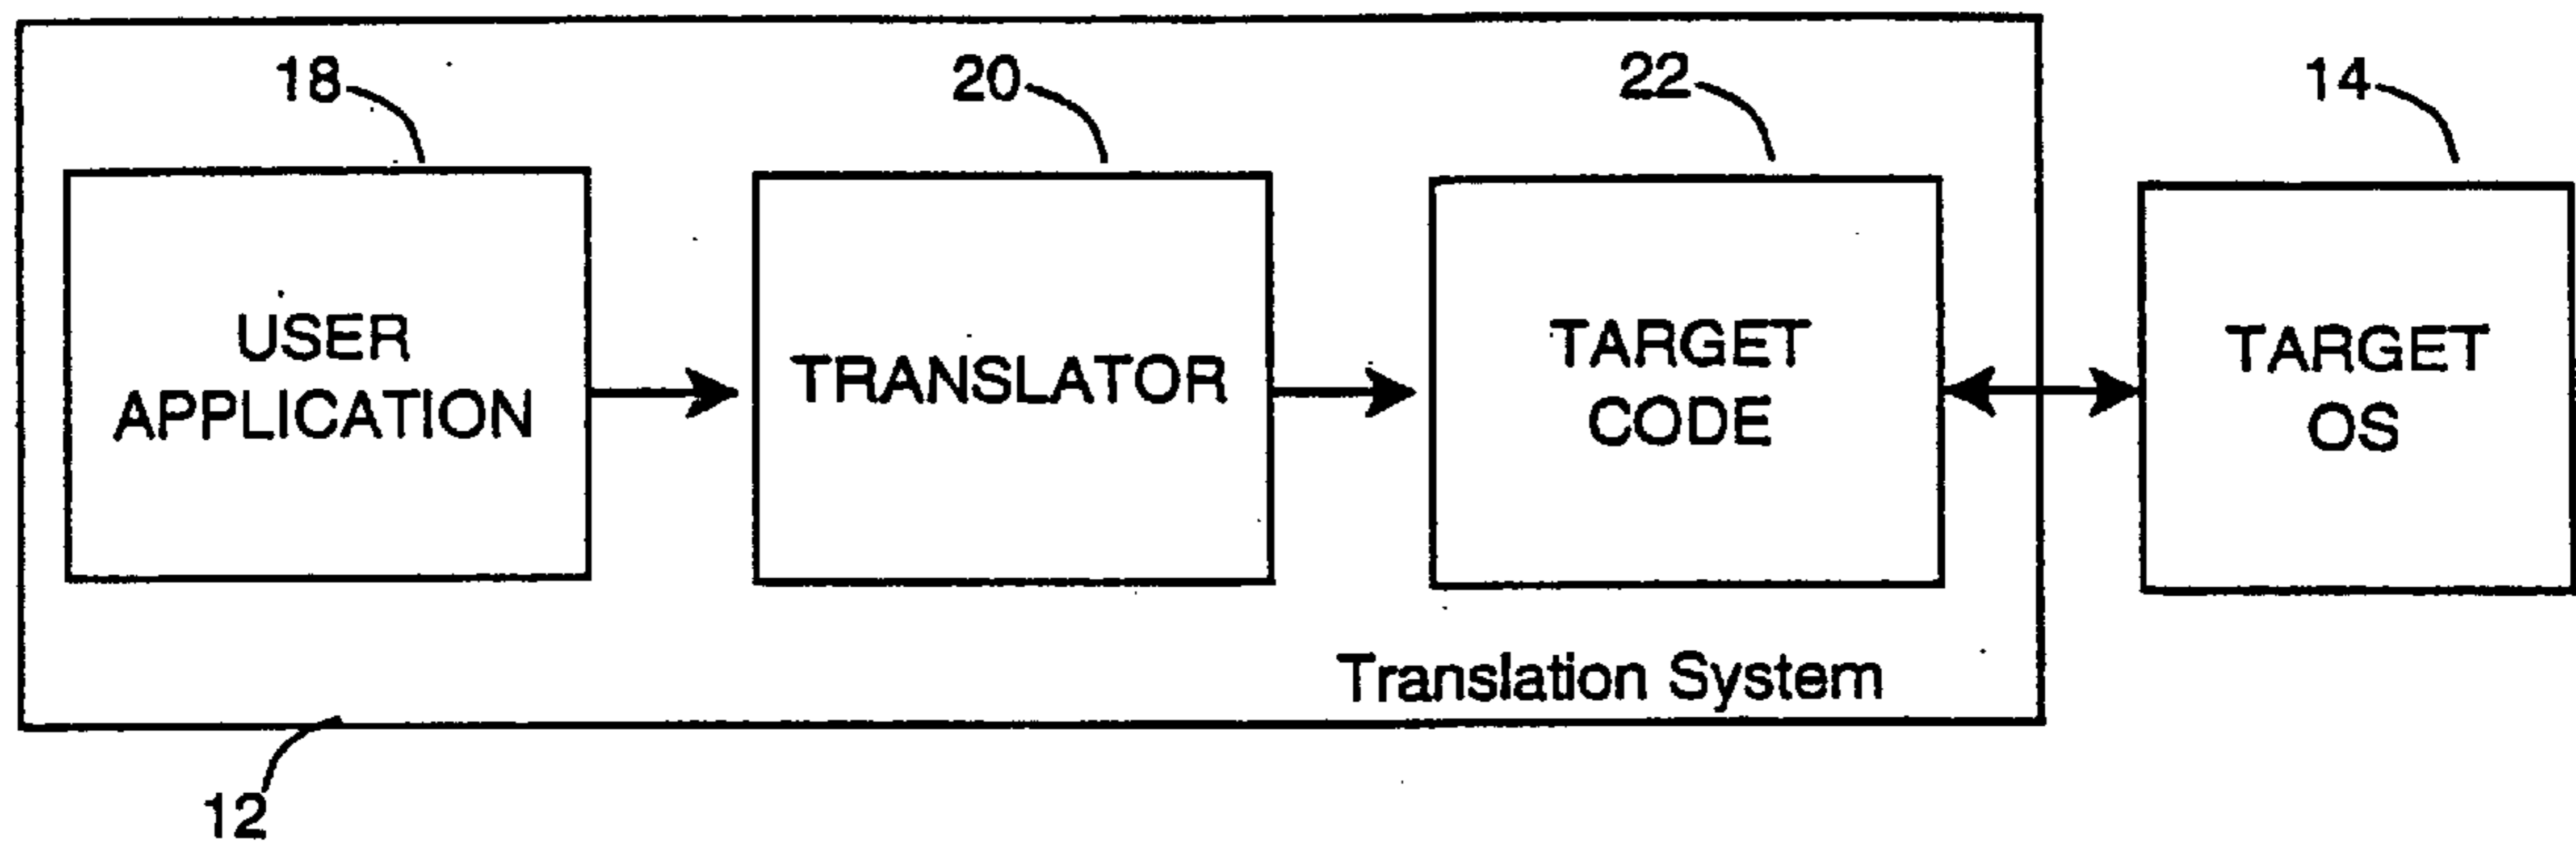 18
20
22
14
USER
APPLICATION
TRANSLATOR
TARGET
CODE
TARGET
OS
Translation System
12